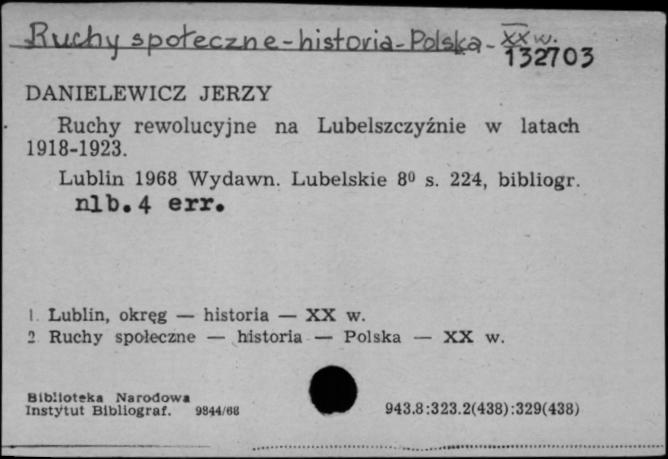 Ruchy społeczne-historia-Polska-XX w.
132703
DANIELEWICZ JERZY
Ruchy rewolucyjne na Lubelszczyźnie w latach
1918-1923.
Lublin 1968 Wydawn. Lubelskie 8⁰ s. 224, bibliogr.
nlb. 4 err.
1. Lublin, okręg — historia — XX w.
2. Ruchy społeczne — historia — Polska — XX w.
Biblioteka Narodowa
Instytut Bibliograf. 9844/68
943.8:323.2(438):329(438)